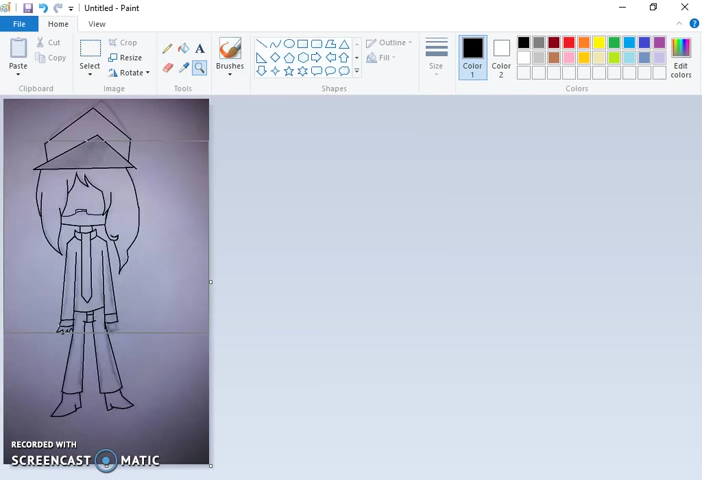 Untitled - Paint
File Home View
Paste Cut Copy Clipboard
Select Crop Resize Rotate Image
A Tools
Brushes
Outline Fill Shapes
Size
Color 1 Color 2 Edit colors Colors
RECORDED WITH
SCREENCAST MATIC